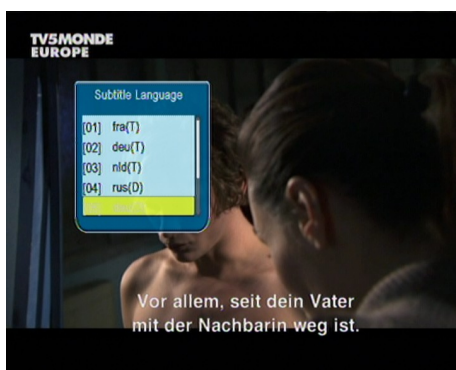 TV5MONDE
EUROPE
Subtitle Language
[01] fra(T)
[02] deu(T)
[03] nld(T)
[04] rus(D)
Vor allem, seit dein Vater
mit der Nachbarin weg ist.